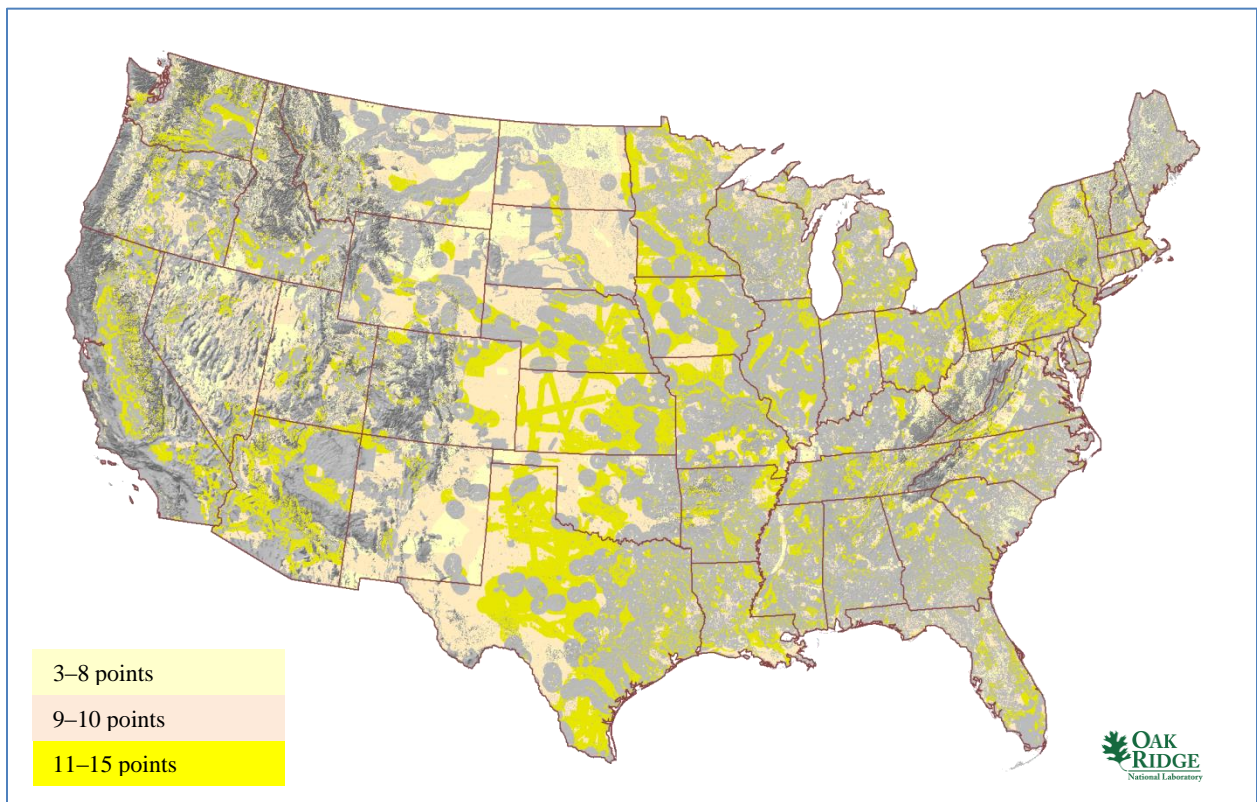 3–8 points
9–10 points
11–15 points
OAK
RIDGE
National Laboratory